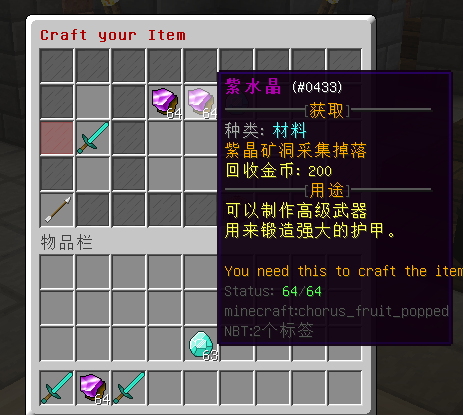 Craft your Item
64
64
紫水晶 (#0433)
[获取]
种类: 材料
紫晶矿洞采集掉落
回收金币: 200
[用途]
可以制作高级武器
用来锻造强大的护甲。
You need this to craft the item
Status: 64/64
minecraft:chorus_fruit_popped
NBT:2个标签
物品栏
63
64